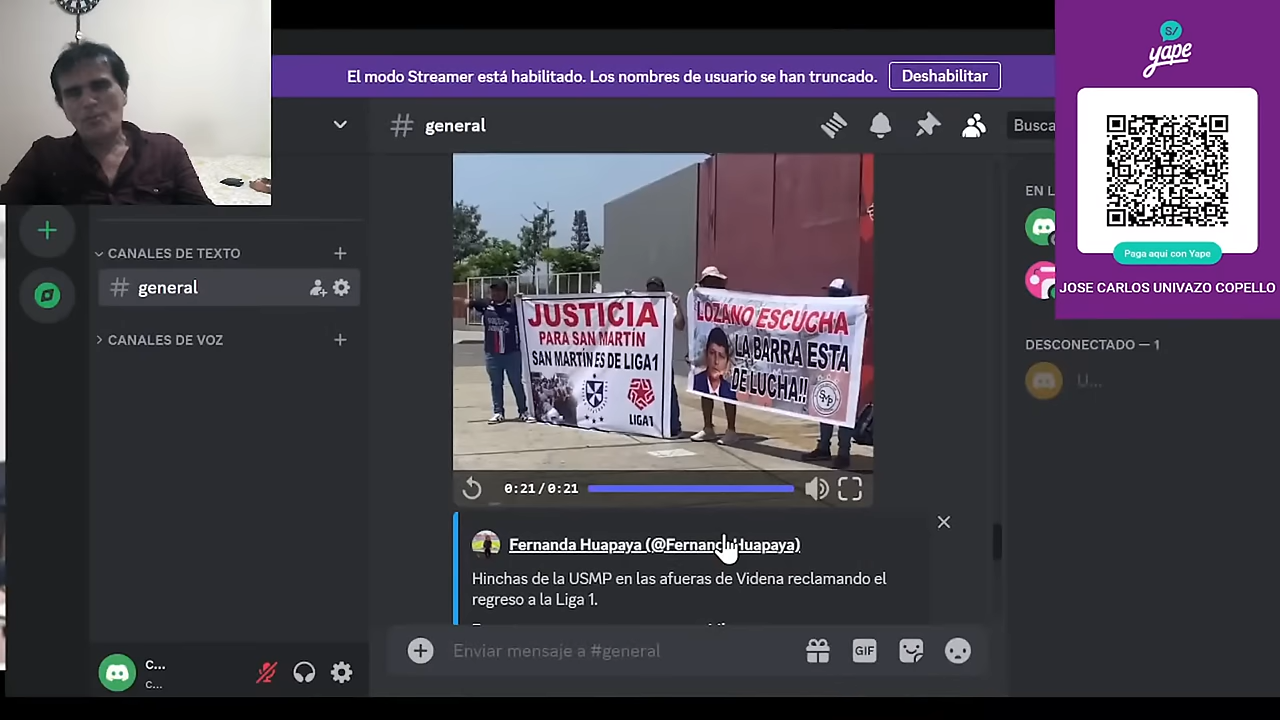 El modo Streamer está habilitado. Los nombres de usuario se han truncado.
Deshabilitar
S/
yape
Paga aquí con Yape
JOSE CARLOS UNIVAZO COPELLO
general
Busca
CANALES DE TEXTO
general
CANALES DE VOZ
EN L
DESCONECTADO — 1
U...
JUSTICIA
PARA SAN MARTÍN
SAN MARTÍN ES DE LIGA1
LIGA1
LOZANO ESCUCHA
LA BARRA ESTA
DE LUCHA!!
SMP
0:21/0:21
Fernanda Huapaya (@FernandaHuapaya)
Hinchas de la USMP en las afueras de Videna reclamando el
regreso a la Liga 1.
Enviar mensaje a #general
GIF
C...
C...